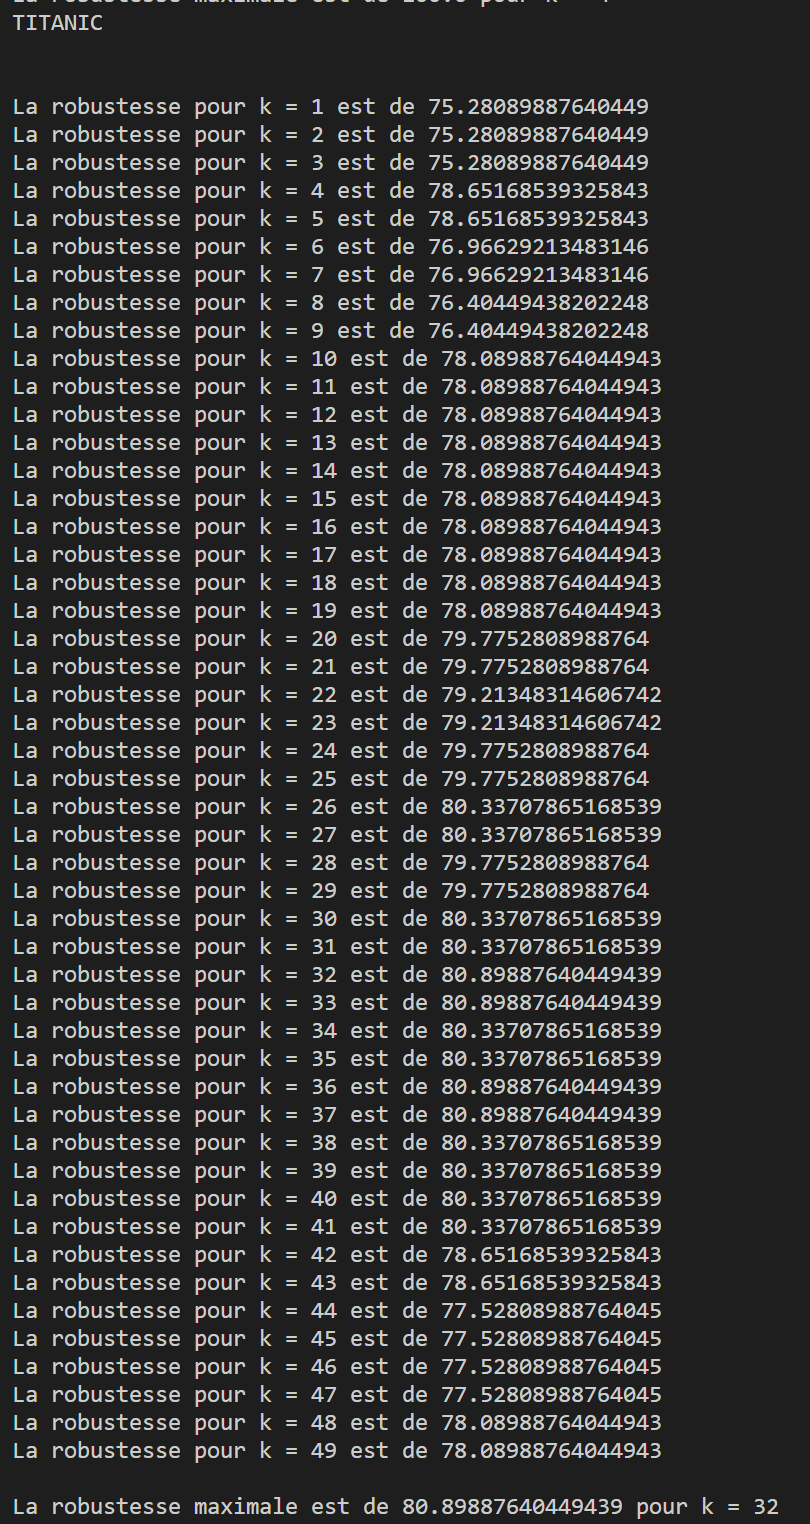 TITANIC
La robustesse pour k = 1 est de 75.28089887640449
La robustesse pour k = 2 est de 75.28089887640449
La robustesse pour k = 3 est de 75.28089887640449
La robustesse pour k = 4 est de 78.65168539325843
La robustesse pour k = 5 est de 78.65168539325843
La robustesse pour k = 6 est de 76.96629213483146
La robustesse pour k = 7 est de 76.96629213483146
La robustesse pour k = 8 est de 76.40449438202248
La robustesse pour k = 9 est de 76.40449438202248
La robustesse pour k = 10 est de 78.08988764044943
La robustesse pour k = 11 est de 78.08988764044943
La robustesse pour k = 12 est de 78.08988764044943
La robustesse pour k = 13 est de 78.08988764044943
La robustesse pour k = 14 est de 78.08988764044943
La robustesse pour k = 15 est de 78.08988764044943
La robustesse pour k = 16 est de 78.08988764044943
La robustesse pour k = 17 est de 78.08988764044943
La robustesse pour k = 18 est de 78.08988764044943
La robustesse pour k = 19 est de 78.08988764044943
La robustesse pour k = 20 est de 79.7752808988764
La robustesse pour k = 21 est de 79.7752808988764
La robustesse pour k = 22 est de 79.21348314606742
La robustesse pour k = 23 est de 79.21348314606742
La robustesse pour k = 24 est de 79.7752808988764
La robustesse pour k = 25 est de 79.7752808988764
La robustesse pour k = 26 est de 80.33707865168539
La robustesse pour k = 27 est de 80.33707865168539
La robustesse pour k = 28 est de 79.7752808988764
La robustesse pour k = 29 est de 79.7752808988764
La robustesse pour k = 30 est de 80.33707865168539
La robustesse pour k = 31 est de 80.33707865168539
La robustesse pour k = 32 est de 80.89887640449439
La robustesse pour k = 33 est de 80.89887640449439
La robustesse pour k = 34 est de 80.33707865168539
La robustesse pour k = 35 est de 80.33707865168539
La robustesse pour k = 36 est de 80.89887640449439
La robustesse pour k = 37 est de 80.89887640449439
La robustesse pour k = 38 est de 80.33707865168539
La robustesse pour k = 39 est de 80.33707865168539
La robustesse pour k = 40 est de 80.33707865168539
La robustesse pour k = 41 est de 80.33707865168539
La robustesse pour k = 42 est de 78.65168539325843
La robustesse pour k = 43 est de 78.65168539325843
La robustesse pour k = 44 est de 77.52808988764045
La robustesse pour k = 45 est de 77.52808988764045
La robustesse pour k = 46 est de 77.52808988764045
La robustesse pour k = 47 est de 77.52808988764045
La robustesse pour k = 48 est de 78.08988764044943
La robustesse pour k = 49 est de 78.08988764044943
La robustesse maximale est de 80.89887640449439 pour k = 32